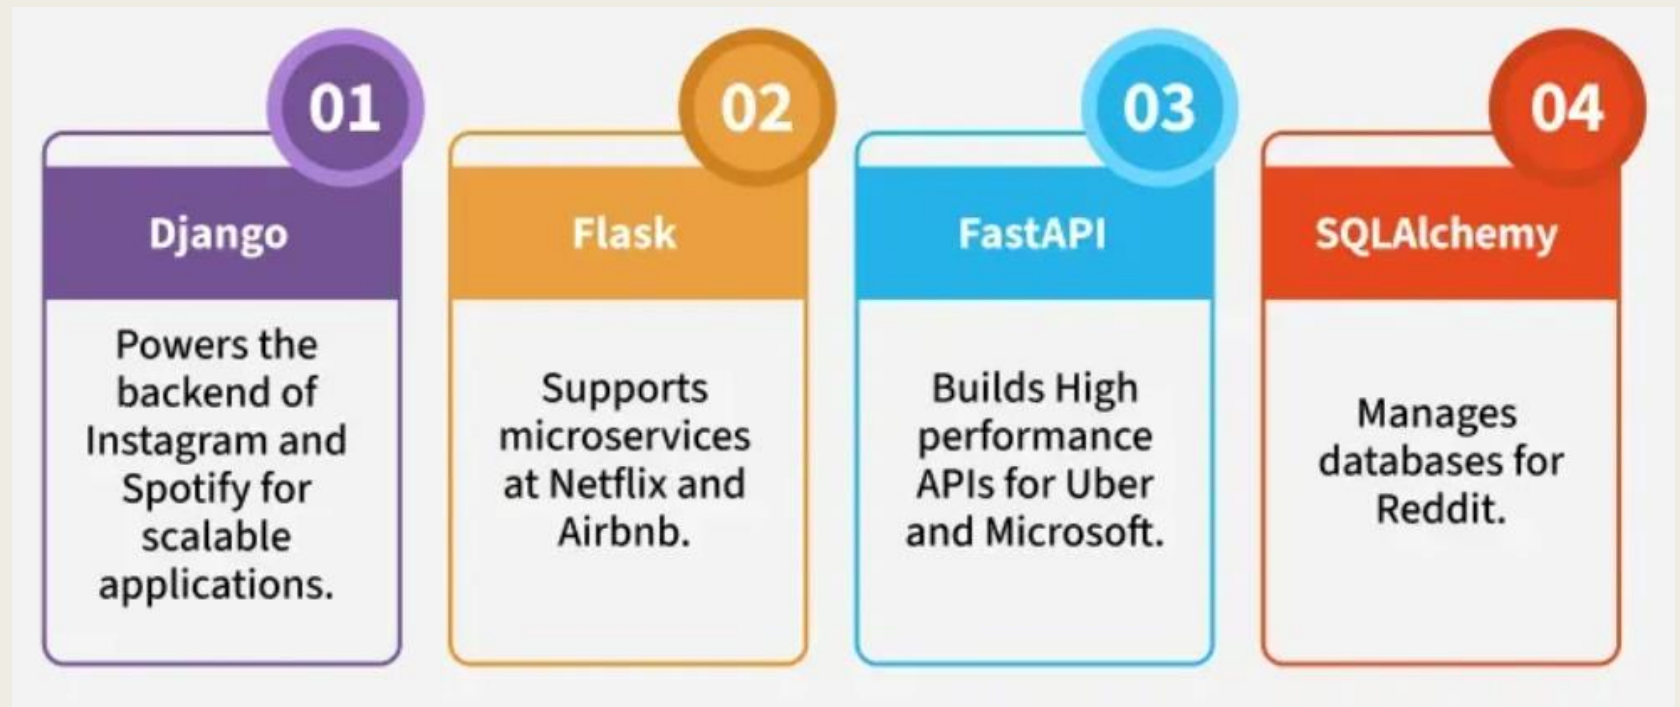 01
Django
Powers the
backend of
Instagram and
Spotify for
scalable
applications.
02
Flask
Supports
microservices
at Netflix and
Airbnb.
03
FastAPI
Builds High
performance
APIs for Uber
and Microsoft.
04
SQLAlchemy
Manages
databases for
Reddit.